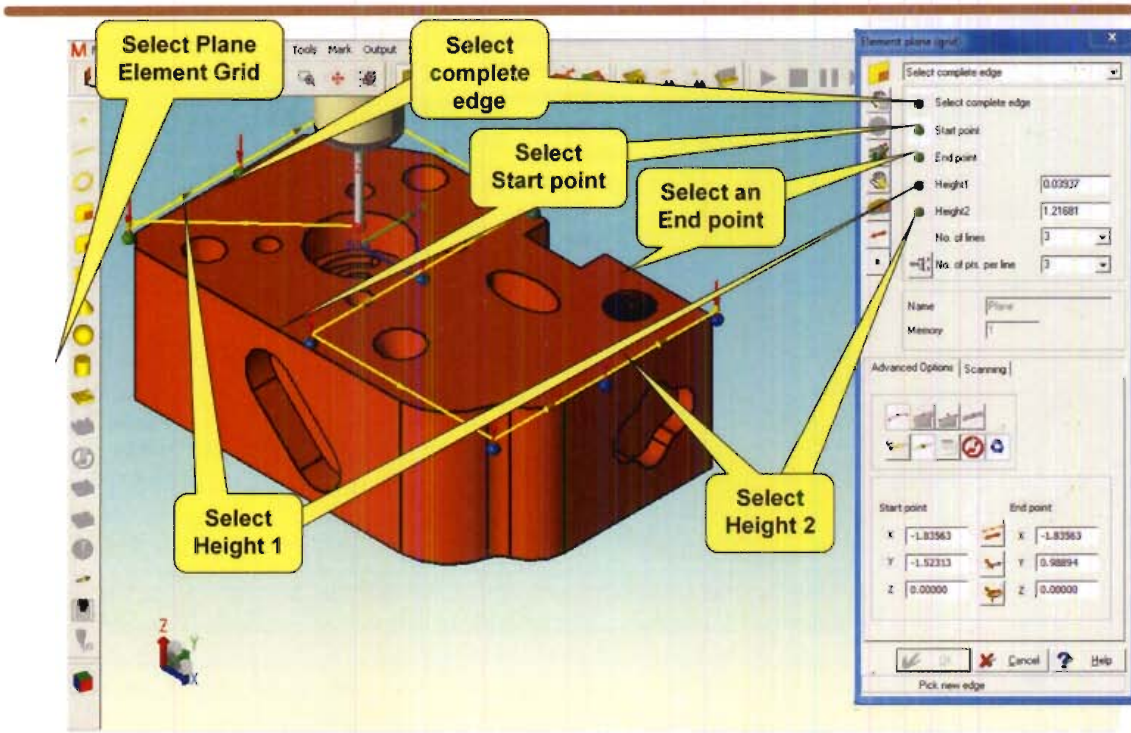 Select Plane
Element Grid
Tools Mark Output
Select
complete
edge
Select
Start point
Select an
End point
Select
Height 1
Select
Height 2
Z
Y
X
Element plane (grid)
X
Select complete edge
Select complete edge
Start point
End point
Height1 0.03937
Height2 1.21681
No. of lines 3
No. of pts. per line 3
Name Plane
Memory 1
Advanced Options Scanning
Start point End point
X -1.83563 X -1.83563
Y -1.52313 Y 0.98894
Z 0.00000 Z 0.00000
Cancel Help
Pick new edge